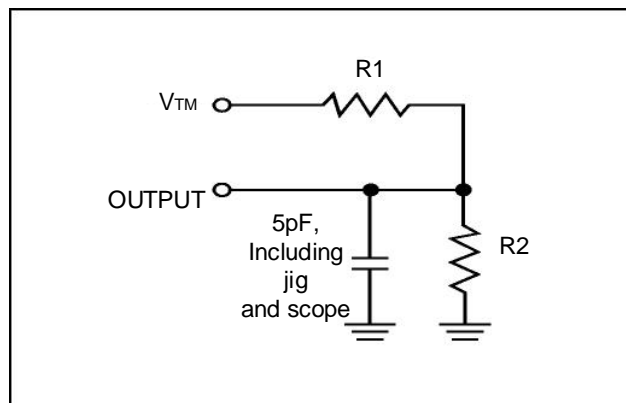 R1
VTM
OUTPUT
5pF,
Including
jig
and scope
R2